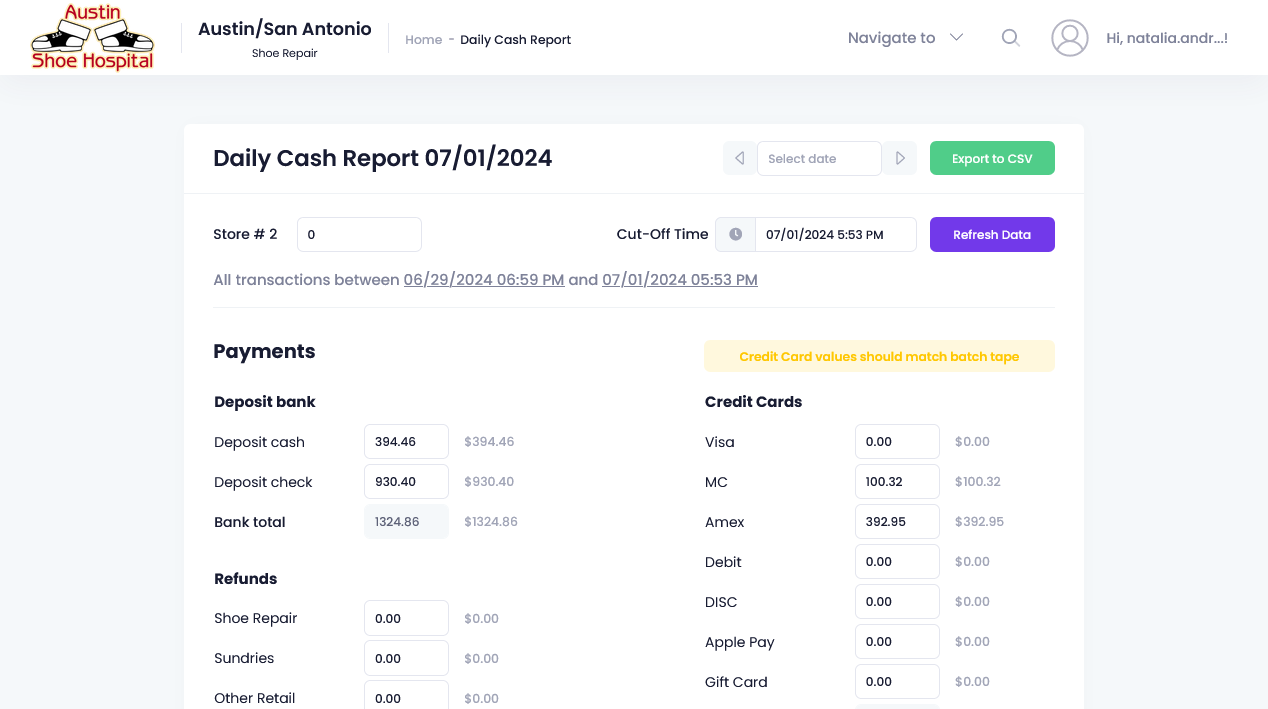 Austin
Shoe Hospital
Austin/San Antonio
Shoe Repair
Home - Daily Cash Report
Navigate to
Hi, natalia.andr...!
Daily Cash Report 07/01/2024
Select date
Export to CSV
Store # 2
0
Cut-Off Time
07/01/2024 5:53 PM
Refresh Data
All transactions between 06/29/2024 06:59 PM and 07/01/2024 05:53 PM
Payments
Credit Card values should match batch tape
Deposit bank
Deposit cash 394.46 $394.46
Deposit check 930.40 $930.40
Bank total 1324.86 $1324.86
Refunds
Shoe Repair 0.00 $0.00
Sundries 0.00 $0.00
Other Retail 0.00 $0.00
Credit Cards
Visa 0.00 $0.00
MC 100.32 $100.32
Amex 392.95 $392.95
Debit 0.00 $0.00
DISC 0.00 $0.00
Apple Pay 0.00 $0.00
Gift Card 0.00 $0.00